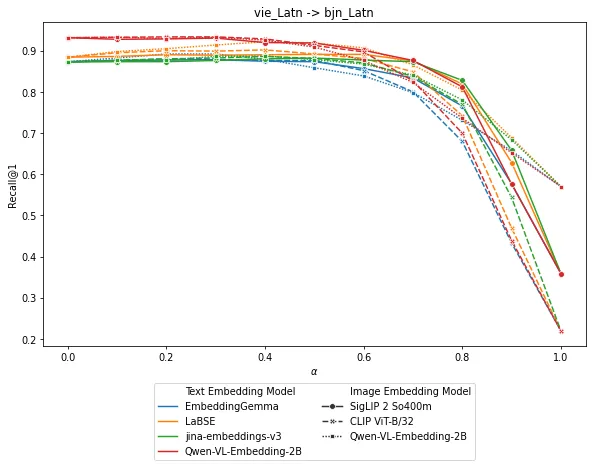 vie_Latn -> bjn_Latn
Recall@1
0.9
0.8
0.7
0.6
0.5
0.4
0.3
0.2
0.0 0.2 0.4 0.6 0.8 1.0
α
Text Embedding Model Image Embedding Model
EmbeddingGemma SigLIP 2 So400m
LaBSE CLIP ViT-B/32
jina-embeddings-v3 Qwen-VL-Embedding-2B
Qwen-VL-Embedding-2B